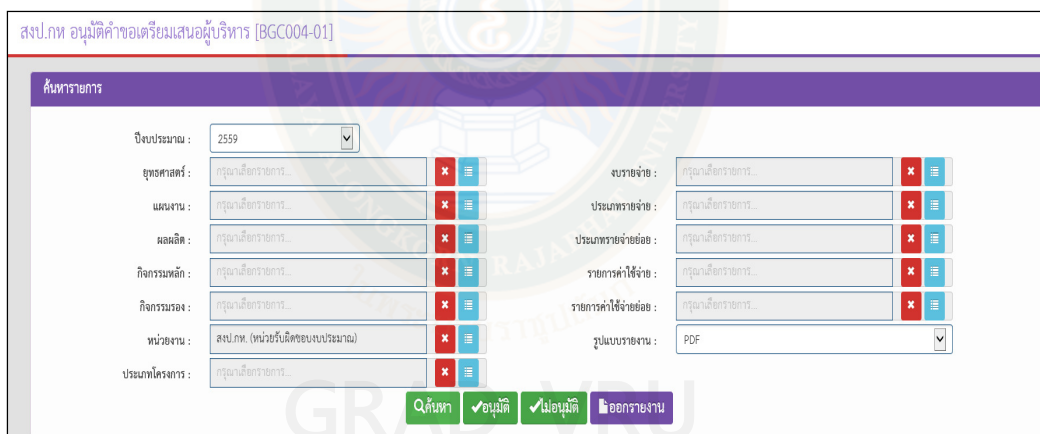 สงป.กห อนุมัติคำขอเตรียมเสนอผู้บริหาร [BGC004-01]
ค้นหารายการ
ปีงบประมาณ : 2559
ยุทธศาสตร์ : กรุณาเลือกรายการ... งบรายจ่าย : กรุณาเลือกรายการ...
แผนงาน : กรุณาเลือกรายการ... ประเภทรายจ่าย : กรุณาเลือกรายการ...
ผลผลิต : กรุณาเลือกรายการ... ประเภทรายจ่ายย่อย : กรุณาเลือกรายการ...
กิจกรรมหลัก : กรุณาเลือกรายการ... รายการค่าใช้จ่าย : กรุณาเลือกรายการ...
กิจกรรมรอง : กรุณาเลือกรายการ... รายการค่าใช้จ่ายย่อย : กรุณาเลือกรายการ...
หน่วยงาน : สงป.กห. (หน่วยรับผิดชอบงบประมาณ) รูปแบบรายงาน : PDF
ประเภทโครงการ : กรุณาเลือกรายการ...
ค้นหา อนุมัติ ไม่อนุมัติ ออกรายงาน
GRAD VRU